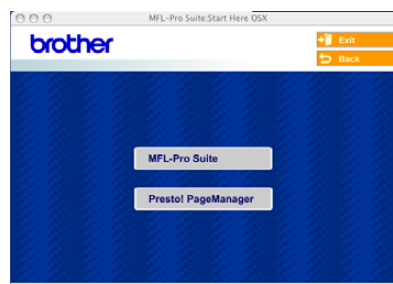 MFL-Pro Suite:Start Here OSX
brother
Exit
Back
MFL-Pro Suite
Presto! PageManager